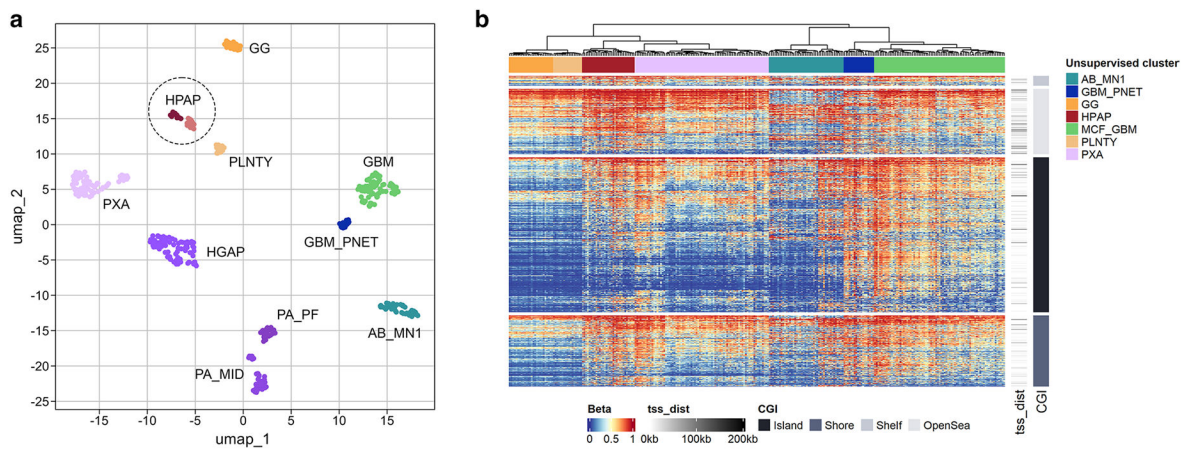 a
25
20
15
10
5
0
-5
-10
-15
-20
-25
umap_2
-15
-10
-5
0
5
10
15
umap_1
GG
HPAP
PLNTY
GBM
PXA
GBM_PNET
HGAP
PA_PF
AB_MN1
PA_MID
b
Unsupervised cluster
AB_MN1
GBM_PNET
GG
HPAP
MCF_GBM
PLNTY
PXA
tss_dist
CGI
Beta
0 0.5 1
tss_dist
0kb 100kb 200kb
CGI
Island Shore Shelf OpenSea